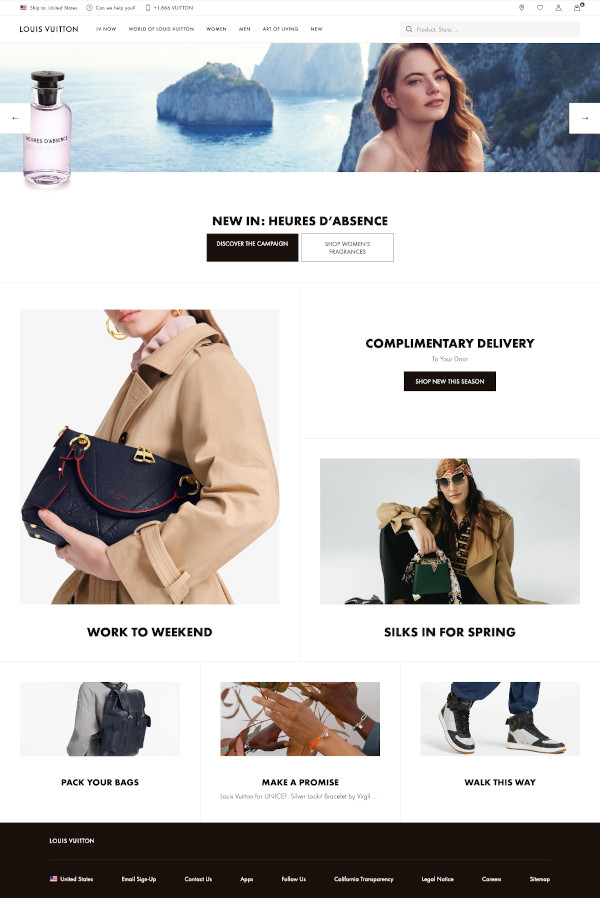 Ship to: United States
Can we help you?
+1.866.VUITTON
0
LOUIS VUITTON
LV NOW
WORLD OF LOUIS VUITTON
WOMEN
MEN
ART OF LIVING
NEW
Product, Store, ...
HEURES D'ABSENCE
NEW IN: HEURES D'ABSENCE
DISCOVER THE CAMPAIGN
SHOP WOMEN'S
FRAGRANCES
COMPLIMENTARY DELIVERY
To Your Door
SHOP NEW THIS SEASON
WORK TO WEEKEND
SILKS IN FOR SPRING
PACK YOUR BAGS
MAKE A PROMISE
Louis Vuitton for UNICEF: Silver Lockit Bracelet by Virgil ...
WALK THIS WAY
LOUIS VUITTON
United States
Email Sign-Up
Contact Us
Apps
Follow Us
California Transparency
Legal Notice
Careers
Sitemap